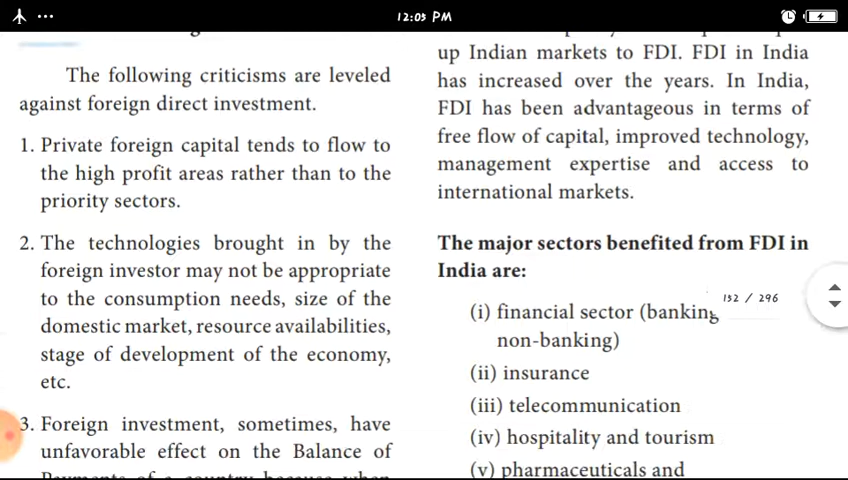 12:03 PM
The following criticisms are leveled
against foreign direct investment.
1. Private foreign capital tends to flow to
the high profit areas rather than to the
priority sectors.
2. The technologies brought in by the
foreign investor may not be appropriate
to the consumption needs, size of the
domestic market, resource availabilities,
stage of development of the economy,
etc.
3. Foreign investment, sometimes, have
unfavorable effect on the Balance of
Payments of a country because when
up Indian markets to FDI. FDI in India
has increased over the years. In India,
FDI has been advantageous in terms of
free flow of capital, improved technology,
management expertise and access to
international markets.
The major sectors benefited from FDI in
India are:
(i) financial sector (banking
non-banking)
(ii) insurance
(iii) telecommunication
(iv) hospitality and tourism
(v) pharmaceuticals and
132 / 296